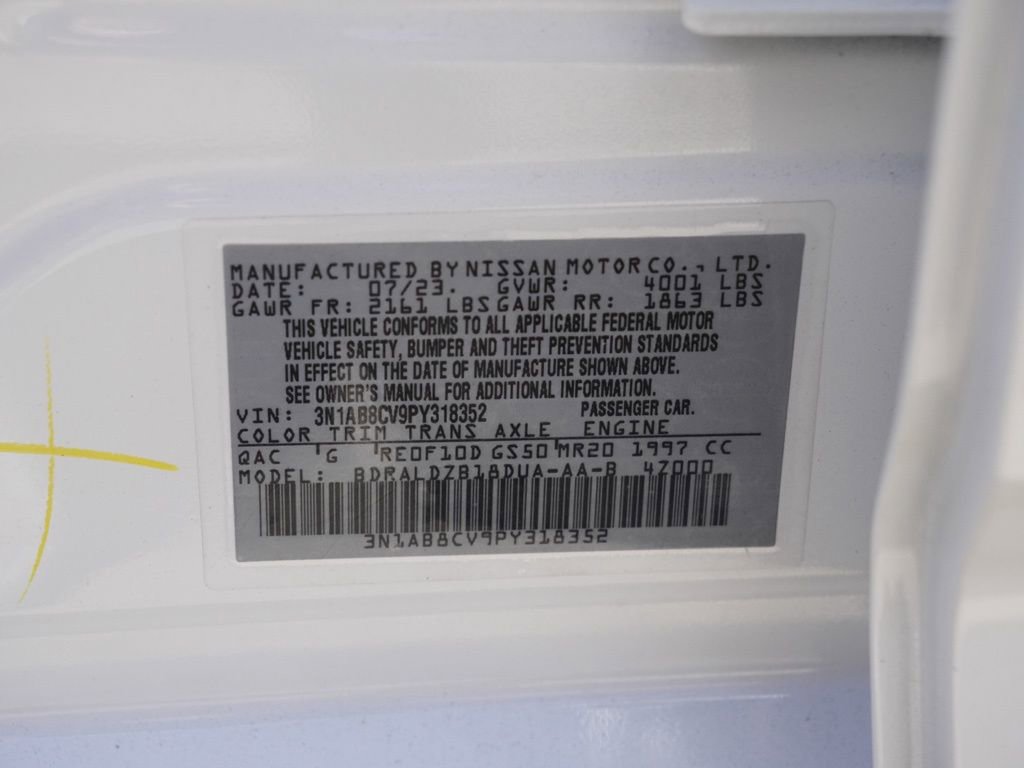 MANUFACTURED BY NISSAN MOTOR CO., LTD.
DATE: 07/23. GVWR: 4001 LBS
GAWR FR: 2161 LBS GAWR RR: 1863 LBS
THIS VEHICLE CONFORMS TO ALL APPLICABLE FEDERAL MOTOR
VEHICLE SAFETY, BUMPER AND THEFT PREVENTION STANDARDS
IN EFFECT ON THE DATE OF MANUFACTURE SHOWN ABOVE.
SEE OWNER'S MANUAL FOR ADDITIONAL INFORMATION.
VIN: 3N1AB8CV9PY318352 PASSENGER CAR.
COLOR TRIM TRANS AXLE ENGINE
QAC G RE0F10D GS50 MR20 1997 CC
MODEL: BDRALDZB18DUA-AA-B 4Z000
3N1AB8CV9PY318352